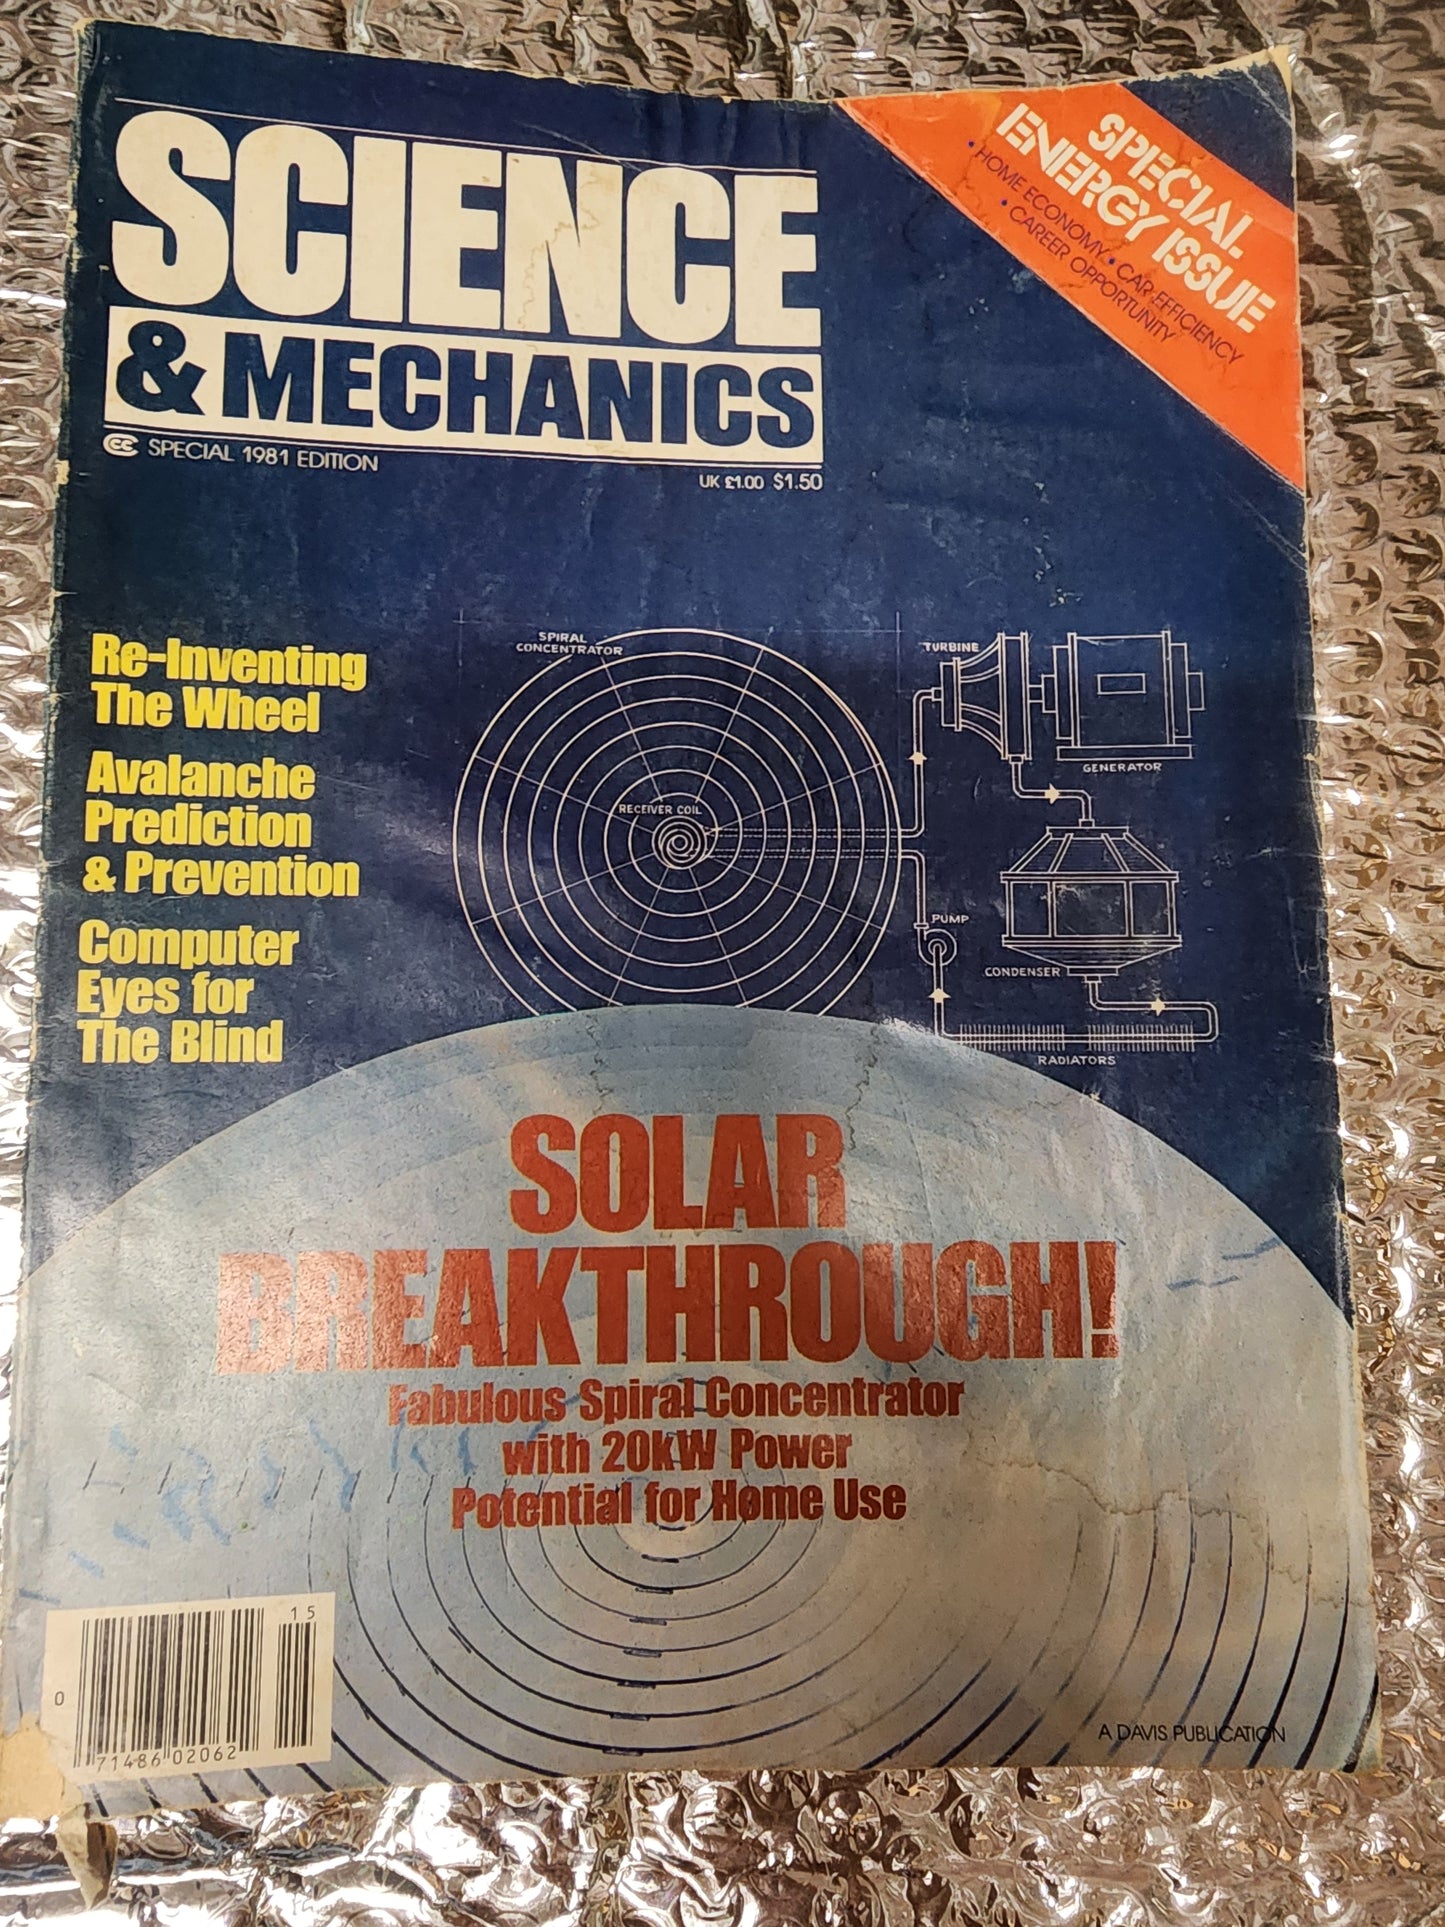 SPECIAL
ENERGY ISSUE
• HOME ECONOMY • CAR EFFICIENCY
• CAREER OPPORTUNITY
SCIENCE
& MECHANICS
CC SPECIAL 1981 EDITION
UK £1.00 $1.50
Re-Inventing
The Wheel
Avalanche
Prediction
& Prevention
Computer
Eyes for
The Blind
SPIRAL
CONCENTRATOR
RECEIVER COIL
TURBINE
GENERATOR
PUMP
CONDENSER
RADIATORS
SOLAR
BREAKTHROUGH!
Fabulous Spiral Concentrator
with 20kW Power
Potential for Home Use
15
0 71486 02062
A DAVIS PUBLICATION